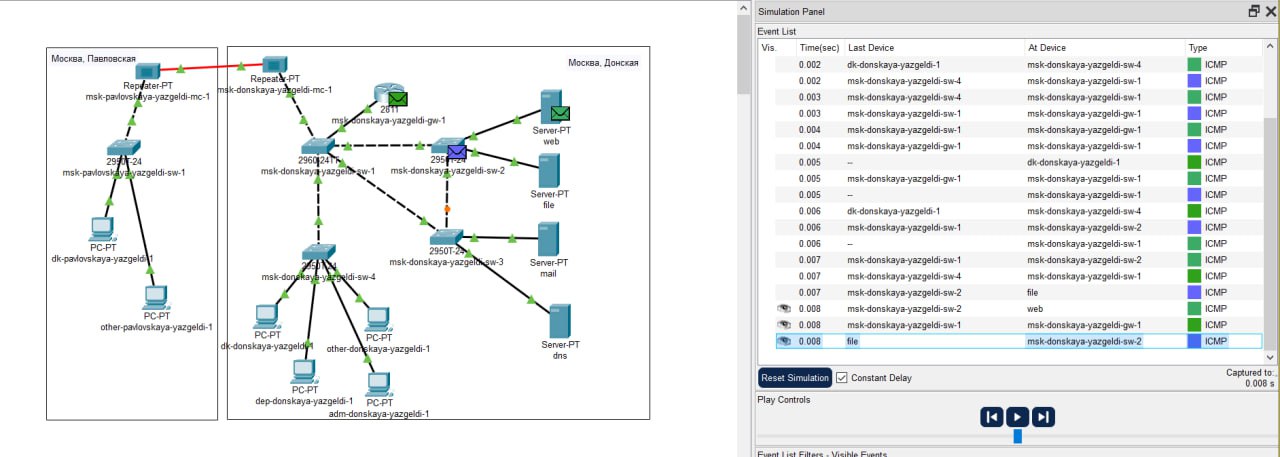 Simulation Panel
Event List
Vis. Time(sec) Last Device At Device Type
0.002 dk-donskaya-yazgeldi-1 msk-donskaya-yazgeldi-sw-4 ICMP
0.002 msk-donskaya-yazgeldi-sw-4 msk-donskaya-yazgeldi-sw-1 ICMP
0.003 msk-donskaya-yazgeldi-sw-4 msk-donskaya-yazgeldi-sw-1 ICMP
0.003 msk-donskaya-yazgeldi-sw-1 msk-donskaya-yazgeldi-gw-1 ICMP
0.004 msk-donskaya-yazgeldi-sw-1 msk-donskaya-yazgeldi-gw-1 ICMP
0.004 msk-donskaya-yazgeldi-gw-1 msk-donskaya-yazgeldi-sw-1 ICMP
0.005 -- dk-donskaya-yazgeldi-1 ICMP
0.005 msk-donskaya-yazgeldi-gw-1 msk-donskaya-yazgeldi-sw-1 ICMP
0.005 -- msk-donskaya-yazgeldi-sw-1 ICMP
0.006 dk-donskaya-yazgeldi-1 msk-donskaya-yazgeldi-sw-4 ICMP
0.006 msk-donskaya-yazgeldi-sw-1 msk-donskaya-yazgeldi-sw-2 ICMP
0.006 -- msk-donskaya-yazgeldi-sw-1 ICMP
0.007 msk-donskaya-yazgeldi-sw-1 msk-donskaya-yazgeldi-sw-2 ICMP
0.007 msk-donskaya-yazgeldi-sw-4 msk-donskaya-yazgeldi-sw-1 ICMP
0.007 msk-donskaya-yazgeldi-sw-2 file ICMP
0.008 msk-donskaya-yazgeldi-sw-2 web ICMP
0.008 msk-donskaya-yazgeldi-sw-1 msk-donskaya-yazgeldi-gw-1 ICMP
0.008 file msk-donskaya-yazgeldi-sw-2 ICMP
Reset Simulation Constant Delay
Captured to:
0.008 s
Play Controls
Event List Filters - Visible Events
Москва, Павловская
Repeater-PT
msk-pavlovskaya-yazgeldi-mc-1
2950T-24
msk-pavlovskaya-yazgeldi-sw-1
PC-PT
dk-pavlovskaya-yazgeldi-1
PC-PT
other-pavlovskaya-yazgeldi-1
Москва, Донская
Repeater-PT
msk-donskaya-yazgeldi-mc-1
2811
msk-donskaya-yazgeldi-gw-1
msk-donskaya-yazgeldi-sw-1
2950T-24
msk-donskaya-yazgeldi-sw-2
Server-PT
web
Server-PT
file
2950T-24
msk-donskaya-yazgeldi-sw-3
Server-PT
mail
Server-PT
dns
2950T-24
msk-donskaya-yazgeldi-sw-4
PC-PT
dk-donskaya-yazgeldi-1
PC-PT
other-donskaya-yazgeldi-1
PC-PT
dep-donskaya-yazgeldi-1
PC-PT
adm-donskaya-yazgeldi-1